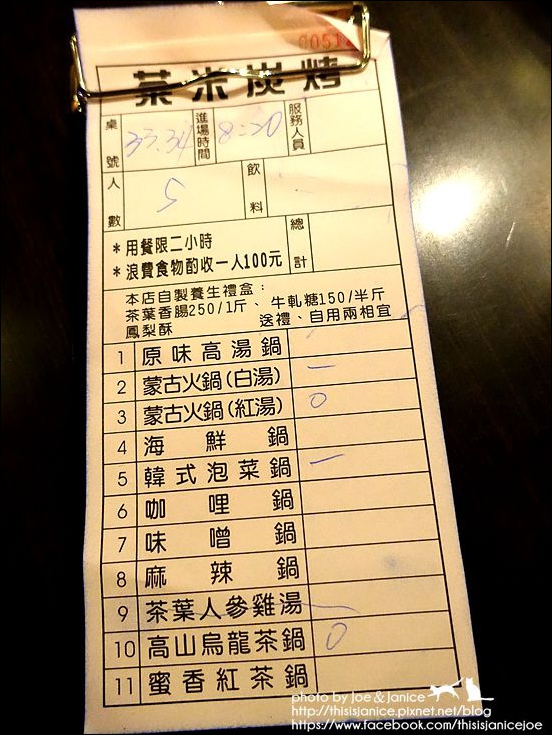 茶米炭烤
桌號 33.34 進場時間 8:30 服務人員
人數 5 飲料
*用餐限二小時
*浪費食物酌收一人100元
總計
本店自製養生禮盒:
茶葉香腸250/1斤、牛軋糖150/半斤
鳳梨酥 送禮、自用兩相宜
1 原味高湯鍋
2 蒙古火鍋(白湯) 一
3 蒙古火鍋(紅湯) 0
4 海鮮鍋
5 韓式泡菜鍋 一
6 咖哩鍋
7 味噌鍋
8 麻辣鍋
9 茶葉人參雞湯 一
10 高山烏龍茶鍋 0
11 蜜香紅茶鍋
photo by Joe & Janice
http://thisisjanice.pixnet.net/blog
https://www.facebook.com/thisisjanicejoe